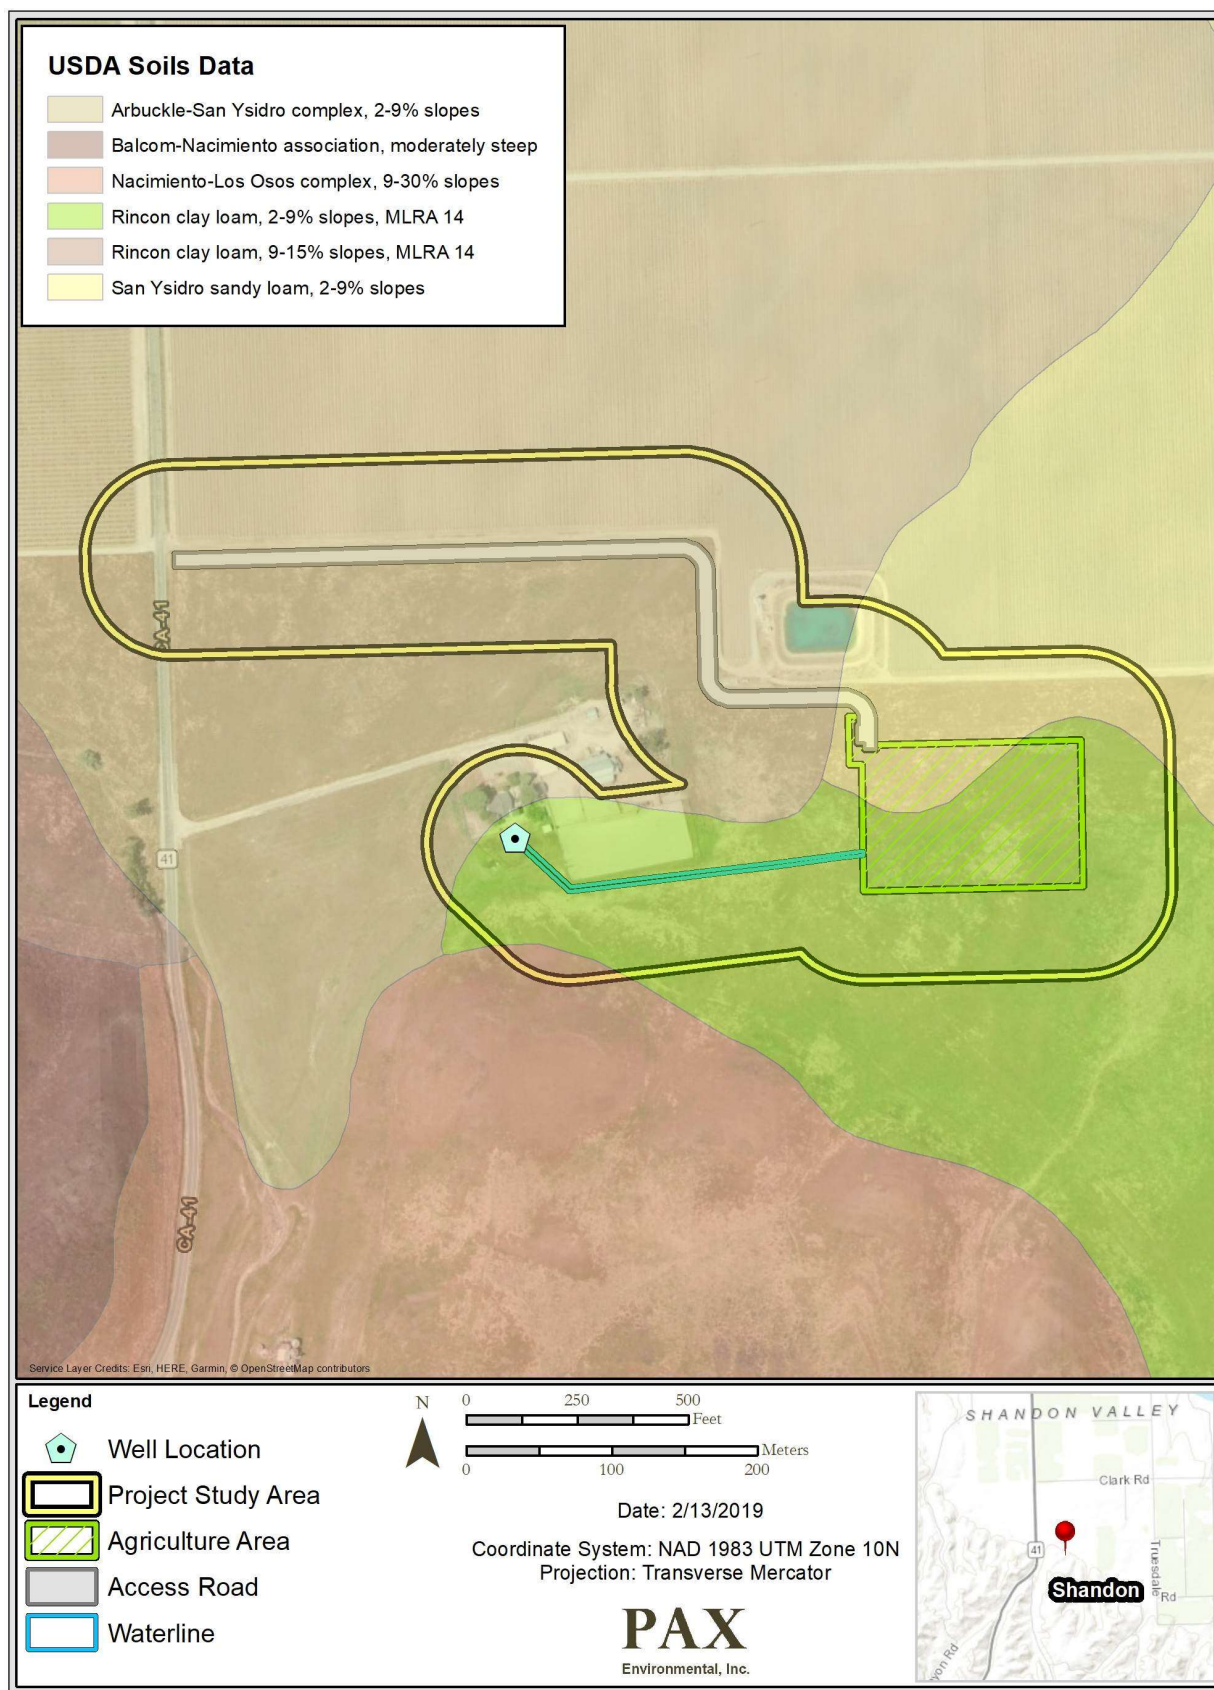 USDA Soils Data
Arbuckle-San Ysidro complex, 2-9% slopes
Balcom-Nacimiento association, moderately steep
Nacimiento-Los Osos complex, 9-30% slopes
Rincon clay loam, 2-9% slopes, MLRA 14
Rincon clay loam, 9-15% slopes, MLRA 14
San Ysidro sandy loam, 2-9% slopes
CA-41
41
CA-41
Service Layer Credits: Esri, HERE, Garmin, © OpenStreetMap contributors
Legend
Well Location
Project Study Area
Agriculture Area
Access Road
Waterline
N
0 250 500
Feet
Meters
0 100 200
Date: 2/13/2019
Coordinate System: NAD 1983 UTM Zone 10N
Projection: Transverse Mercator
PAX
Environmental, Inc.
SHANDON VALLEY
Clark Rd
41
Truesdale
Rd
Shandon
yon Rd